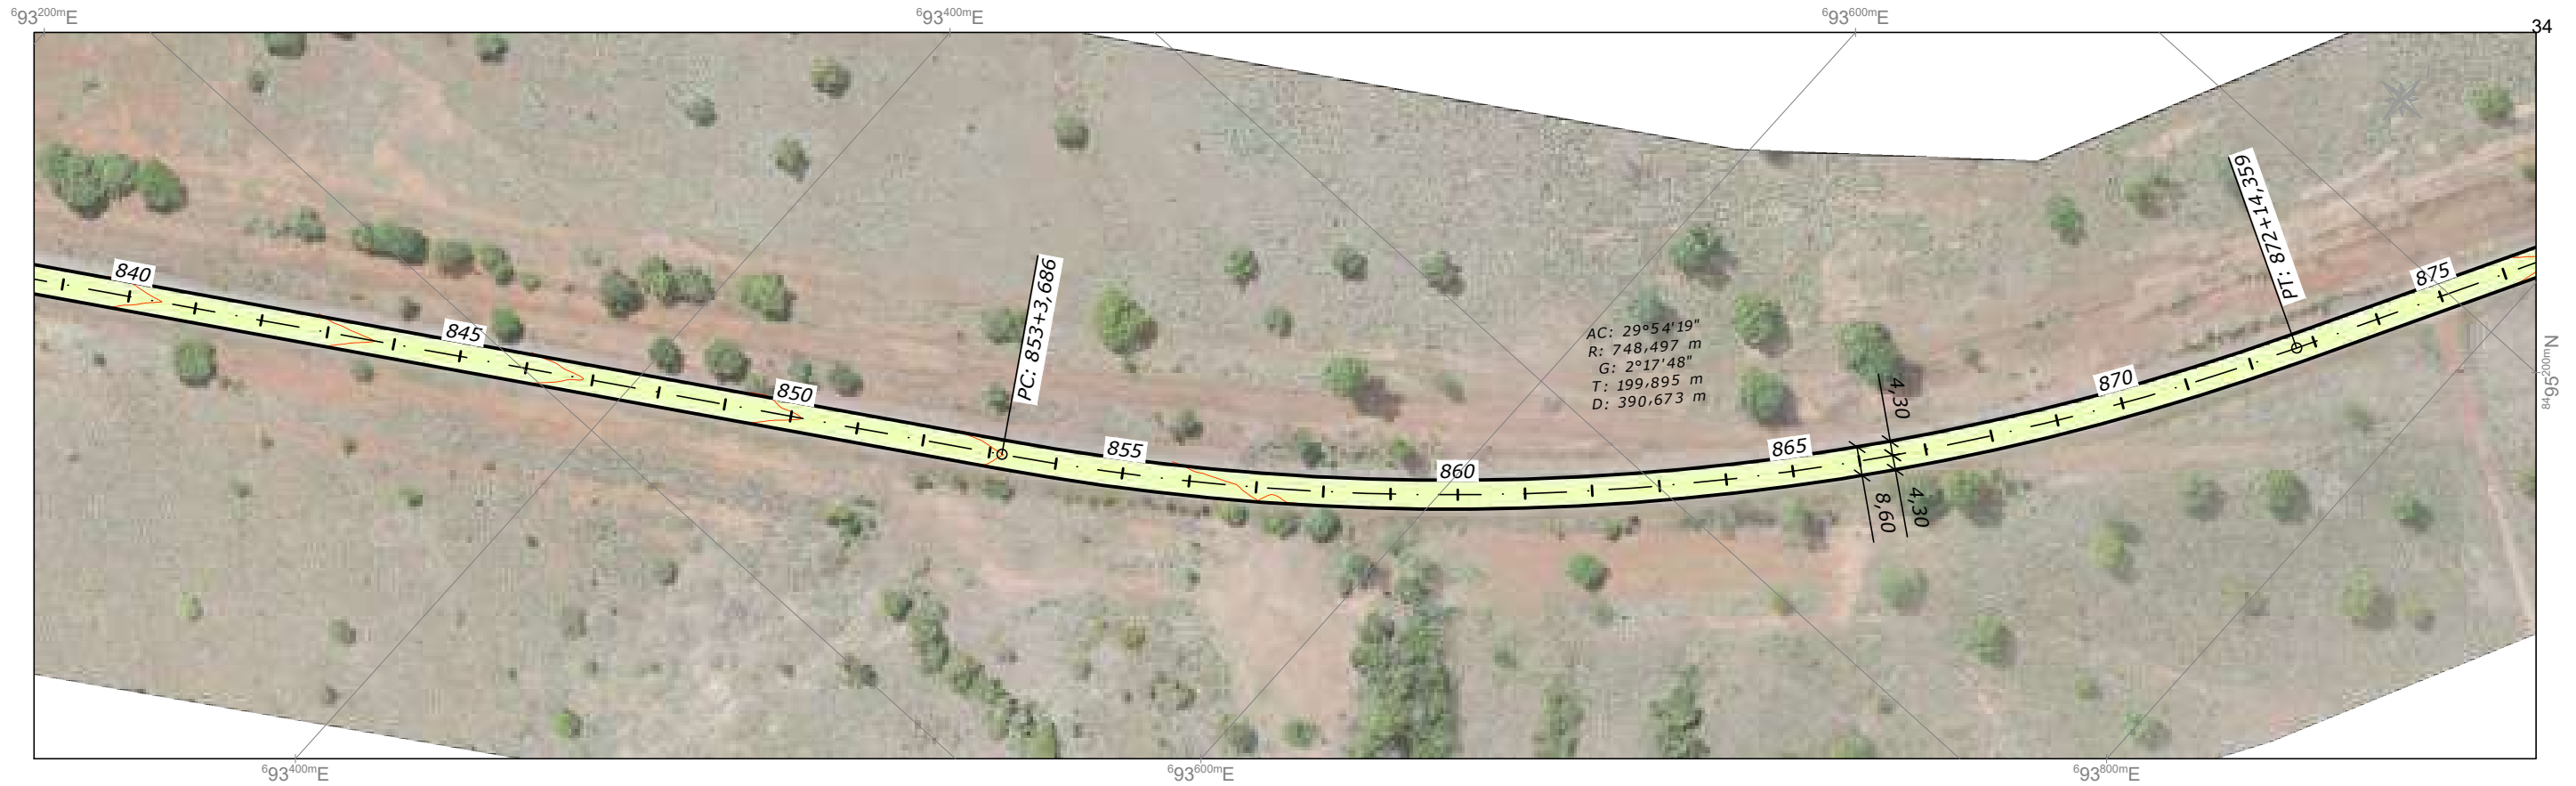 ⁶93²⁰⁰ᵐE
⁶93⁴⁰⁰ᵐE
⁶93⁶⁰⁰ᵐE
34
840
845
850
PC: 853+3,686
855
860
AC: 29°54'19"
R: 748,497 m
G: 2°17'48"
T: 199,895 m
D: 390,673 m
865
4,30
8,60
4,30
870
PT: 872+14,359
875
⁸⁴95²⁰⁰ᵐN
⁶93⁴⁰⁰ᵐE
⁶93⁶⁰⁰ᵐE
⁶93⁸⁰⁰ᵐE